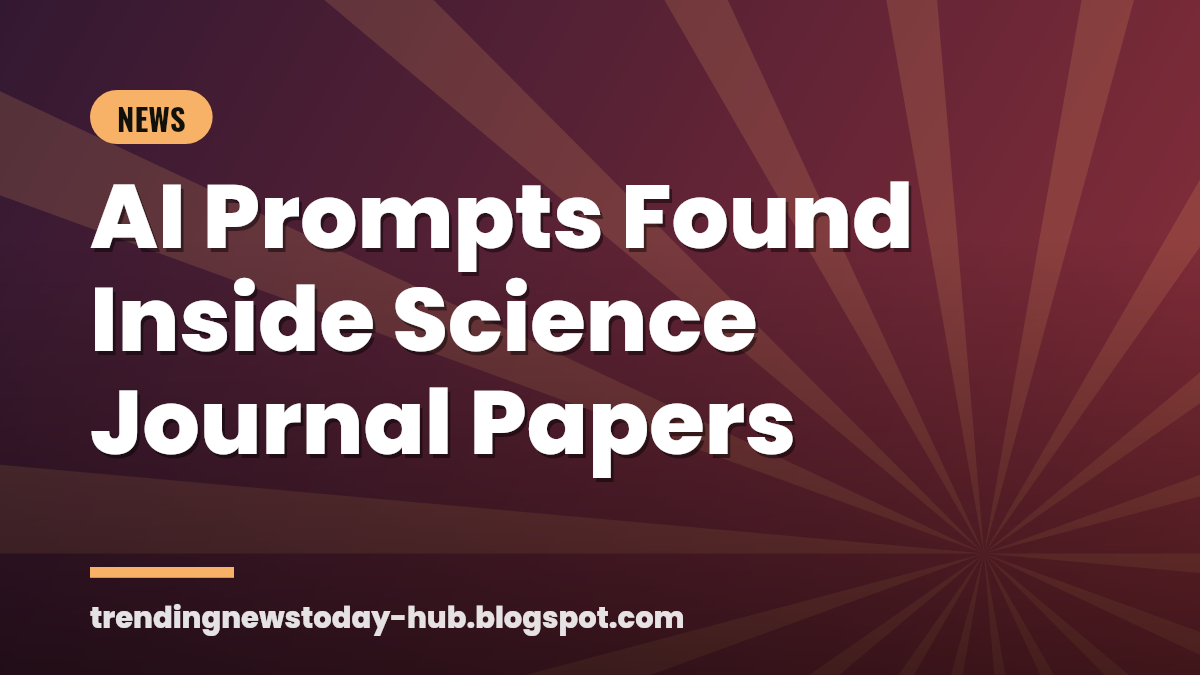 NEWS
AI Prompts Found
Inside Science
Journal Papers
trendingnewstoday-hub.blogspot.com